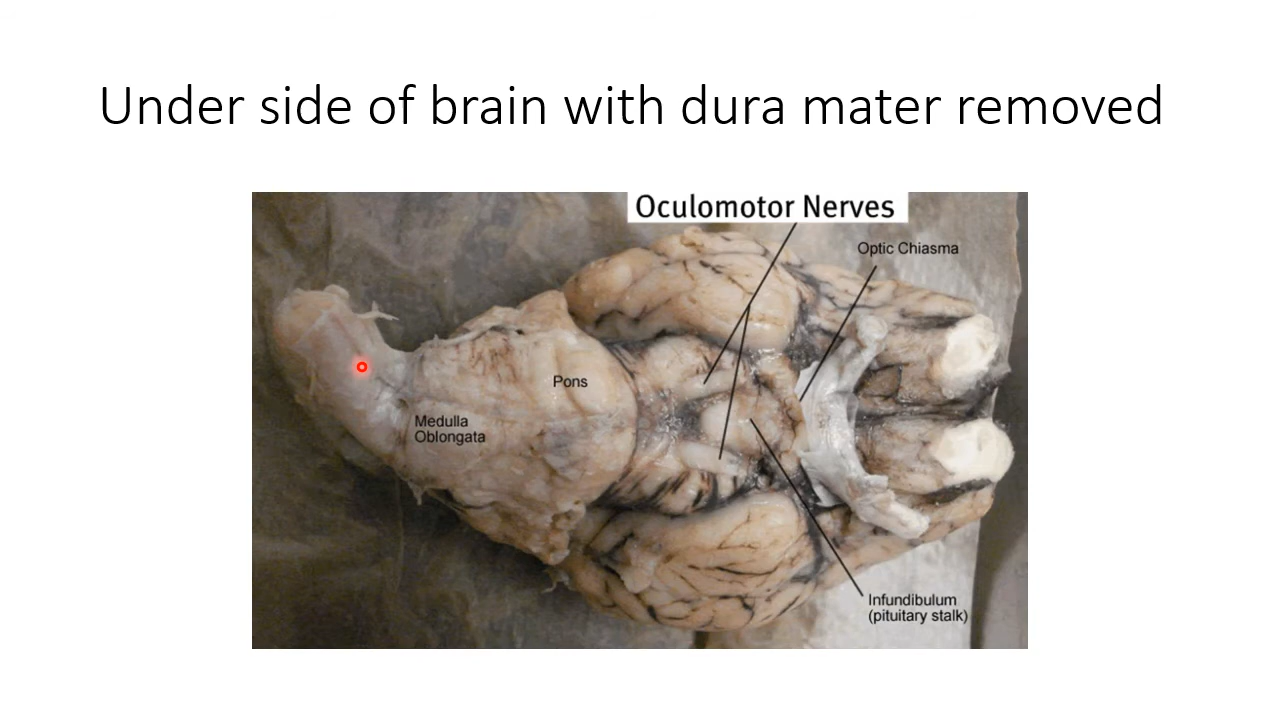 Under side of brain with dura mater removed
Oculomotor Nerves
Optic Chiasma
Pons
Medulla
Oblongata
Infundibulum
(pituitary stalk)